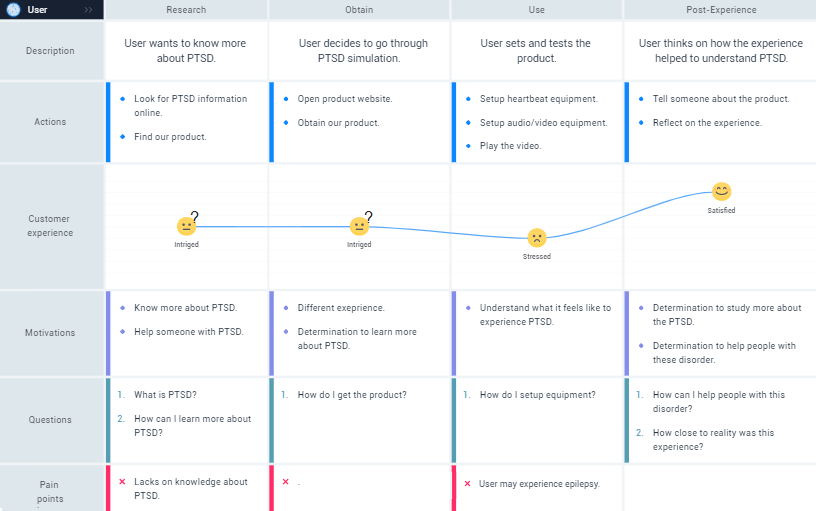 User >> Research Obtain Use Post-Experience
Description
User wants to know more
about PTSD.
User decides to go through
PTSD simulation.
User sets and tests the
product.
User thinks on how the experience
helped to understand PTSD.
Actions
Look for PTSD information
online.
Find our product.
Open product website.
Obtain our product.
Setup heartbeat equipment.
Setup audio/video equipment.
Play the video.
Tell someone about the product.
Reflect on the experience.
Customer
experience
?
Intriged
?
Intriged
Stressed
Satisfied
Motivations
Know more about PTSD.
Help someone with PTSD.
Different exeprience.
Determination to learn more
about PTSD.
Understand what it feels like to
experience PTSD.
Determination to study more about
the PTSD.
Determination to help people with
these disorder.
Questions
1. What is PTSD?
2. How can I learn more about
PTSD?
1. How do I get the product?
1. How do I setup equipment?
1. How can I help people with this
disorder?
2. How close to reality was this
experience?
Pain
points
× Lacks on knowledge about
PTSD.
× .
× User may experience epilepsy.